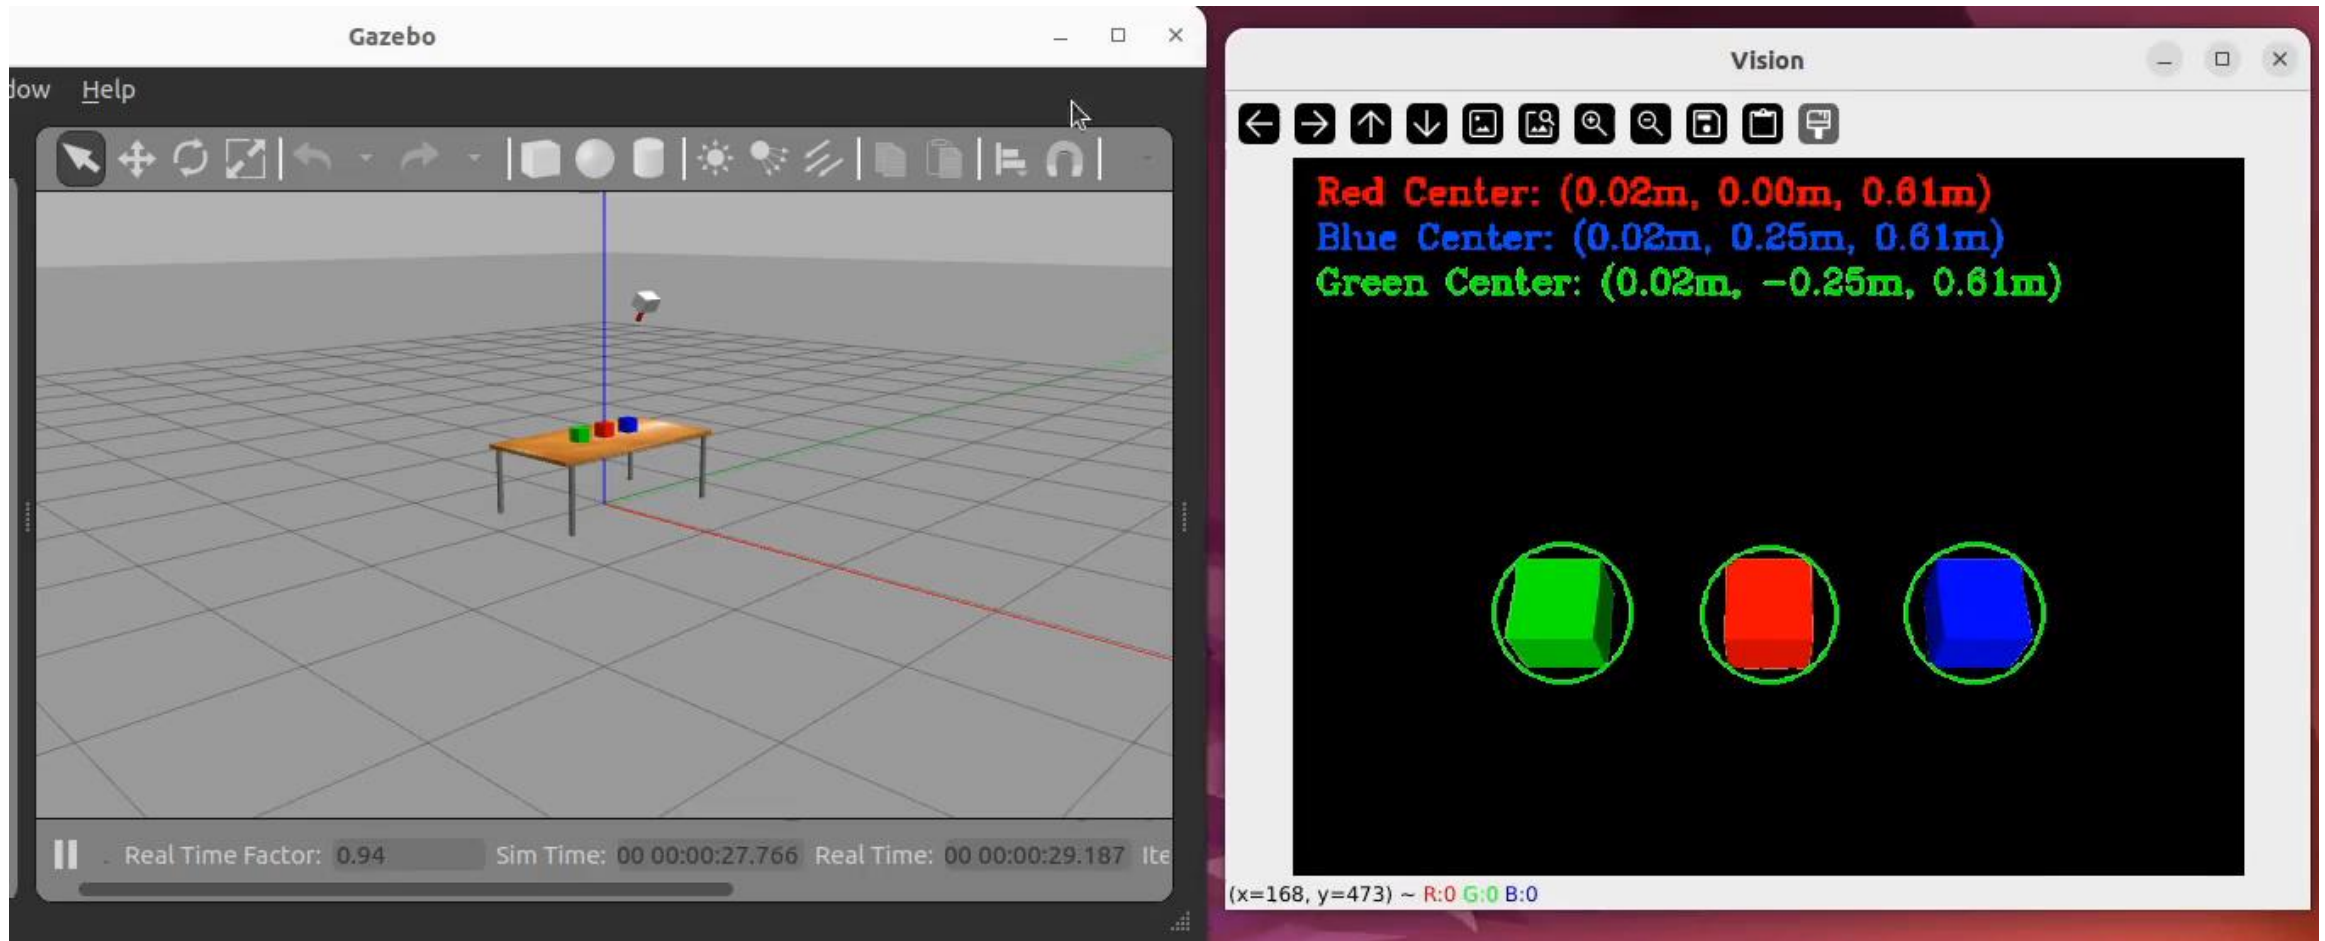 Gazebo
dow Help
Real Time Factor: 0.94 Sim Time: 00 00:00:27.766 Real Time: 00 00:00:29.187 Ite
Vision
Red Center: (0.02m, 0.00m, 0.61m)
Blue Center: (0.02m, 0.25m, 0.61m)
Green Center: (0.02m, -0.25m, 0.61m)
(x=168, y=473) ~ R:0 G:0 B:0